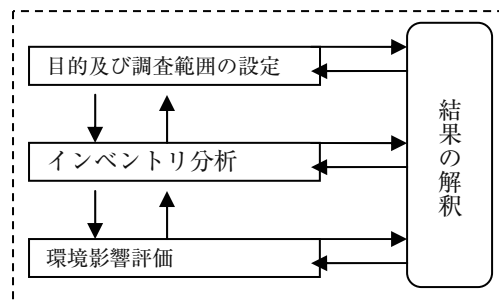 目的及び調査範囲の設定
インベントリ分析
環境影響評価
結果の解釈